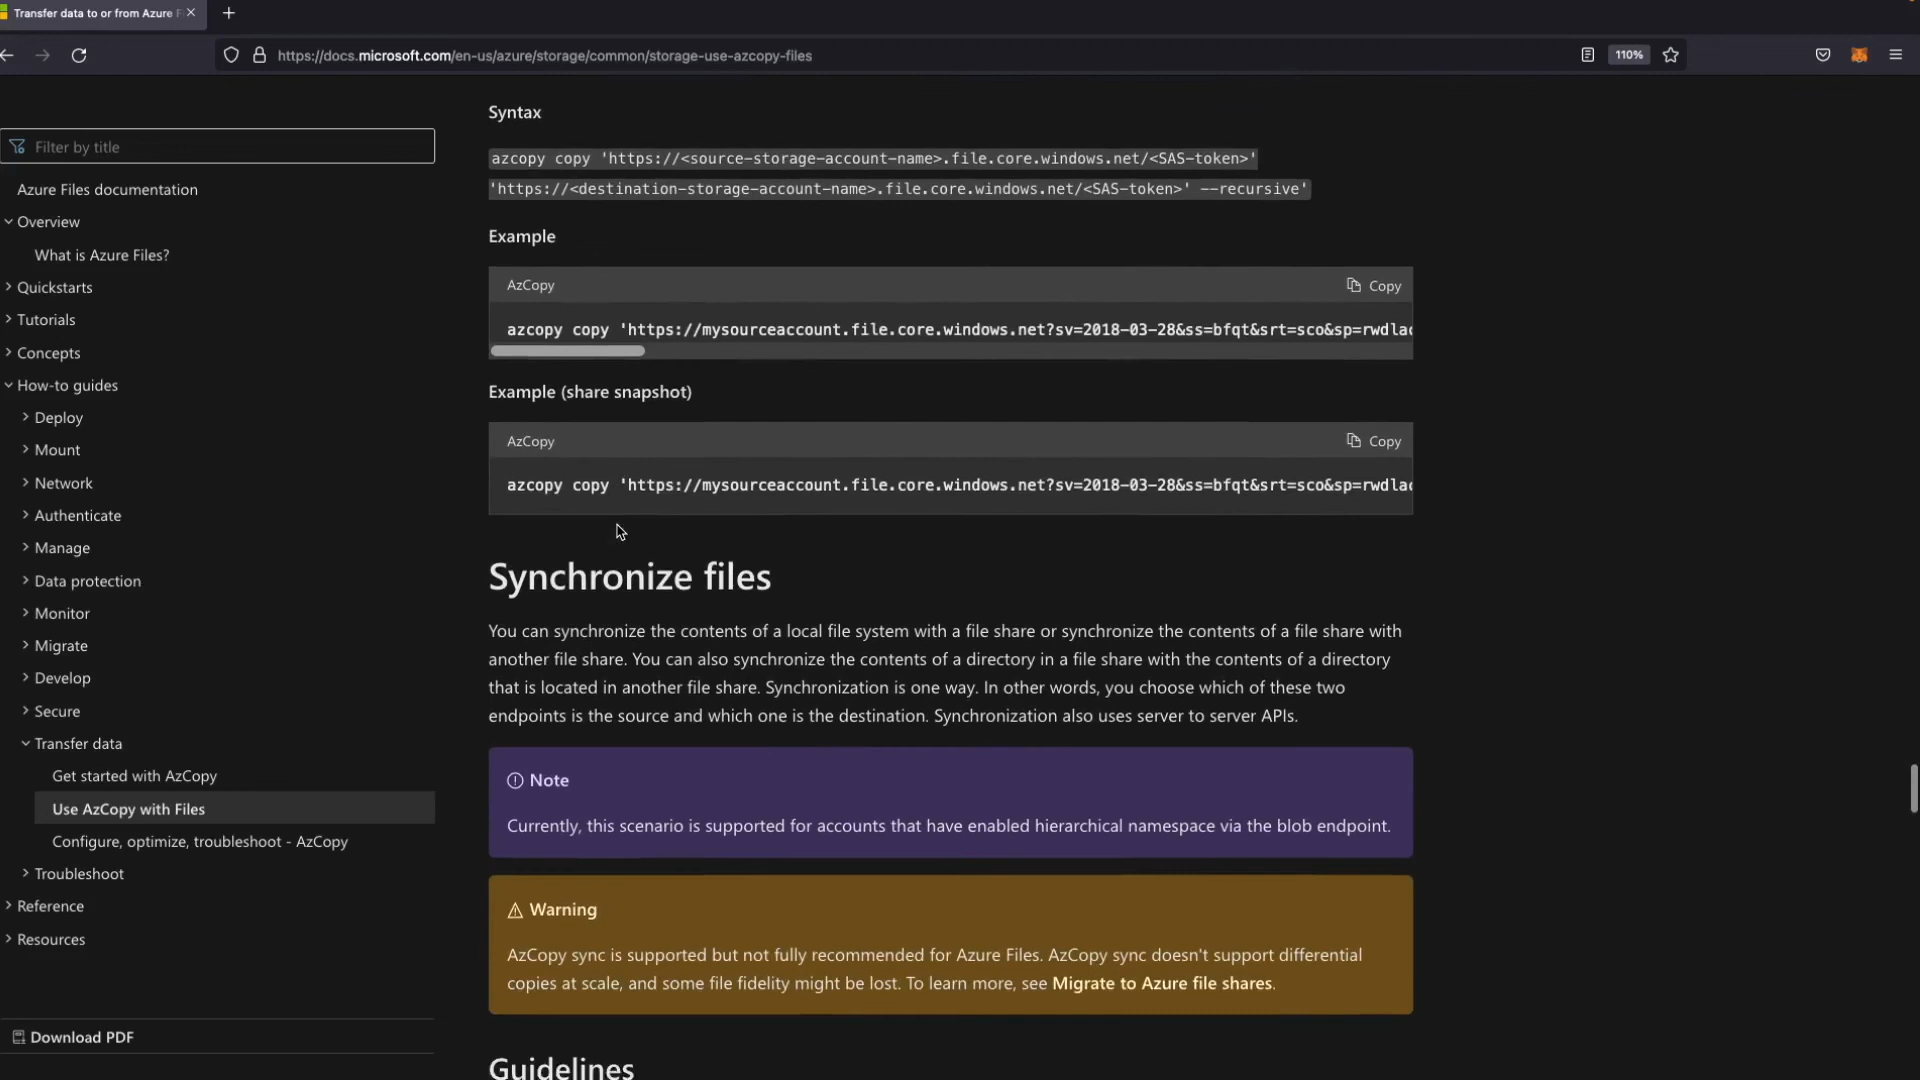 Transfer data to or from Azure F
https://docs.microsoft.com/en-us/azure/storage/common/storage-use-azcopy-files
110%
Filter by title
Azure Files documentation
Overview
What is Azure Files?
Quickstarts
Tutorials
Concepts
How-to guides
Deploy
Mount
Network
Authenticate
Manage
Data protection
Monitor
Migrate
Develop
Secure
Transfer data
Get started with AzCopy
Use AzCopy with Files
Configure, optimize, troubleshoot - AzCopy
Troubleshoot
Reference
Resources
Download PDF
Syntax
azcopy copy 'https://<source-storage-account-name>.file.core.windows.net/<SAS-token>'
'https://<destination-storage-account-name>.file.core.windows.net/<SAS-token>' --recursive'
Example
AzCopy
Copy
azcopy copy 'https://mysourceaccount.file.core.windows.net?sv=2018-03-28&ss=bfqt&srt=sco&sp=rwdlac
Example (share snapshot)
AzCopy
Copy
azcopy copy 'https://mysourceaccount.file.core.windows.net?sv=2018-03-28&ss=bfqt&srt=sco&sp=rwdlac
Synchronize files
You can synchronize the contents of a local file system with a file share or synchronize the contents of a file share with
another file share. You can also synchronize the contents of a directory in a file share with the contents of a directory
that is located in another file share. Synchronization is one way. In other words, you choose which of these two
endpoints is the source and which one is the destination. Synchronization also uses server to server APIs.
Note
Currently, this scenario is supported for accounts that have enabled hierarchical namespace via the blob endpoint.
Warning
AzCopy sync is supported but not fully recommended for Azure Files. AzCopy sync doesn't support differential
copies at scale, and some file fidelity might be lost. To learn more, see Migrate to Azure file shares.
Guidelines